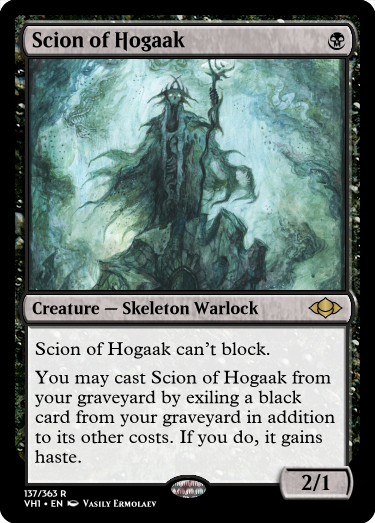 Scion of Hogaak
Creature — Skeleton Warlock
Scion of Hogaak can't block.
You may cast Scion of Hogaak from
your graveyard by exiling a black
card from your graveyard in addition
to its other costs. If you do, it gains
haste.
2/1
137/363 R
VH1 • EN Vasily Ermolaev